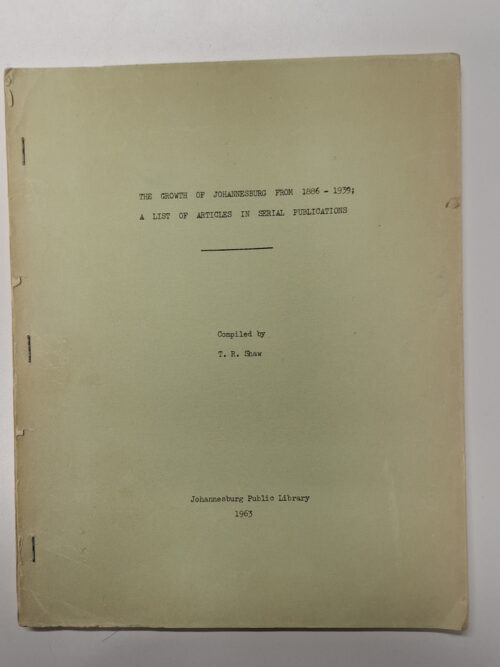 THE GROWTH OF JOHANNESBURG FROM 1886 - 1939;
A LIST OF ARTICLES IN SERIAL PUBLICATIONS
Compiled by
T. R. Shaw
Johannesburg Public Library
1963